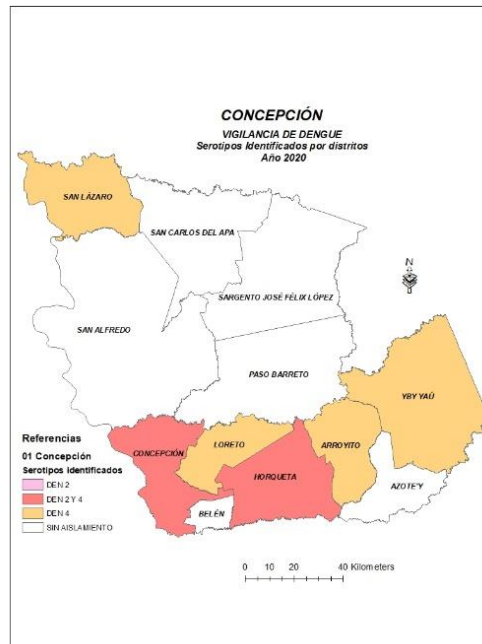 CONCEPCIÓN
VIGILANCIA DE DENGUE
Serotipos Identificados por distritos
Año 2020
SAN LÁZARO
SAN CARLOS DEL APA
N
SARGENTO JOSÉ FÉLIX LÓPEZ
SAN ALFREDO
PASO BARRETO
YBY YAÚ
Referencias
01 Concepción
Serotipos identificados
DEN 2
DEN 2 Y 4
DEN 4
SIN AISLAMIENTO
CONCEPCIÓN
LORETO
ARROYITO
HORQUETA
AZOTE'Y
BELÉN
0 10 20 40 Kilometers